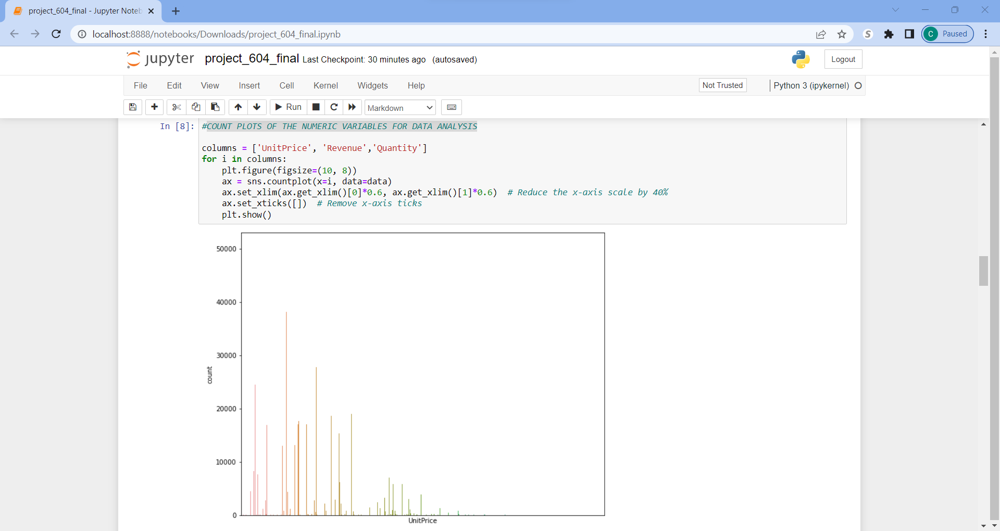 project_604_final - Jupyter Noteb
localhost:8888/notebooks/Downloads/project_604_final.ipynb
S
C Paused
jupyter project_604_final Last Checkpoint: 30 minutes ago (autosaved)
Logout
File Edit View Insert Cell Kernel Widgets Help
Not Trusted
Python 3 (ipykernel)
Run
Markdown
In [8]: #COUNT PLOTS OF THE NUMERIC VARIABLES FOR DATA ANALYSIS
columns = ['UnitPrice', 'Revenue','Quantity']
for i in columns:
    plt.figure(figsize=(10, 8))
    ax = sns.countplot(x=i, data=data)
    ax.set_xlim(ax.get_xlim()[0]*0.6, ax.get_xlim()[1]*0.6)  # Reduce the x-axis scale by 40%
    ax.set_xticks([])  # Remove x-axis ticks
    plt.show()
50000
40000
30000
count
20000
10000
0
UnitPrice